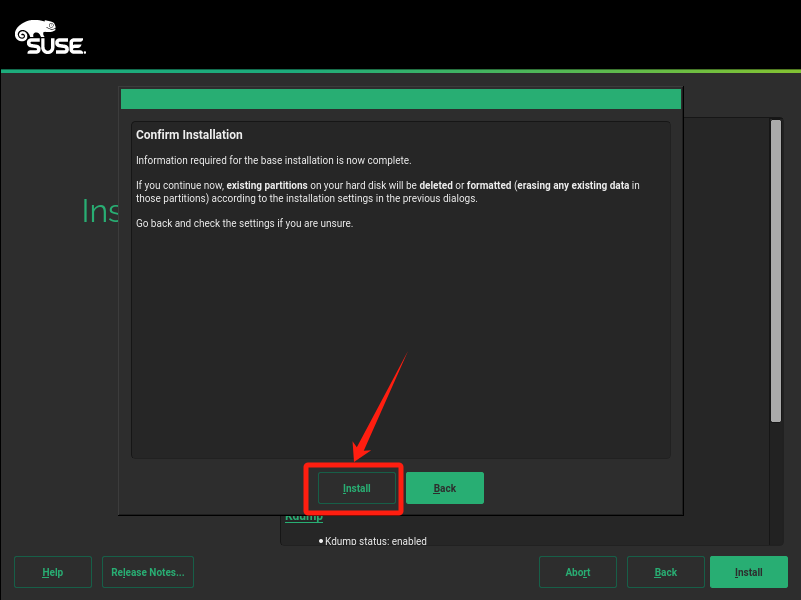 SUSE.
Confirm Installation
Information required for the base installation is now complete.
If you continue now, existing partitions on your hard disk will be deleted or formatted (erasing any existing data in
those partitions) according to the installation settings in the previous dialogs.
Go back and check the settings if you are unsure.
Ins
Install
Back
Kdump
• Kdump status: enabled
Help
Release Notes...
Abort
Back
Install